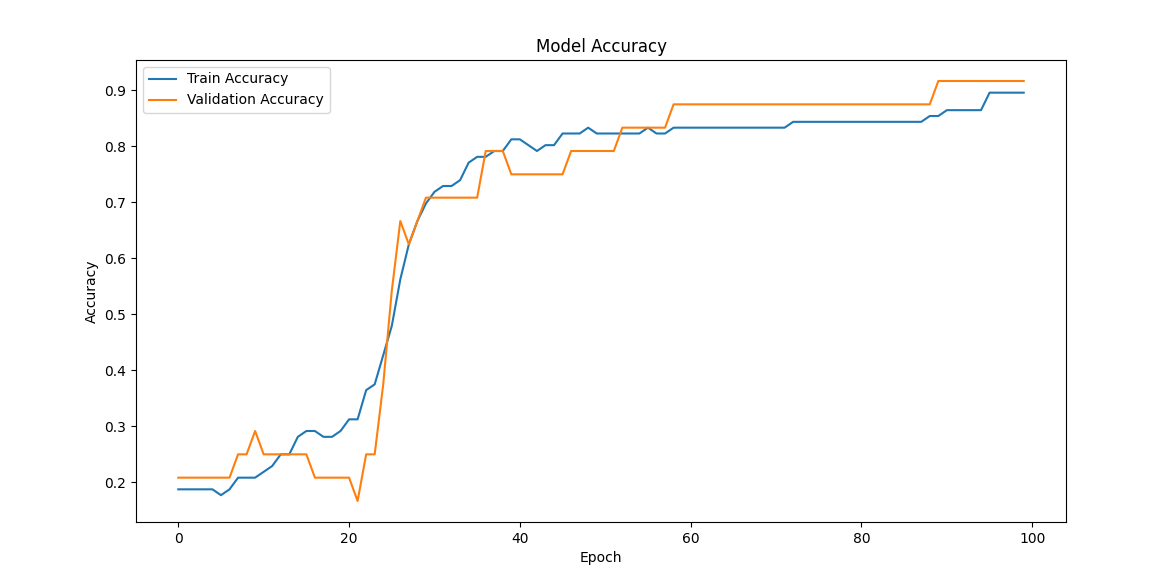 Model Accuracy
Train Accuracy
Validation Accuracy
Accuracy
0.9
0.8
0.7
0.6
0.5
0.4
0.3
0.2
0 20 40 60 80 100
Epoch